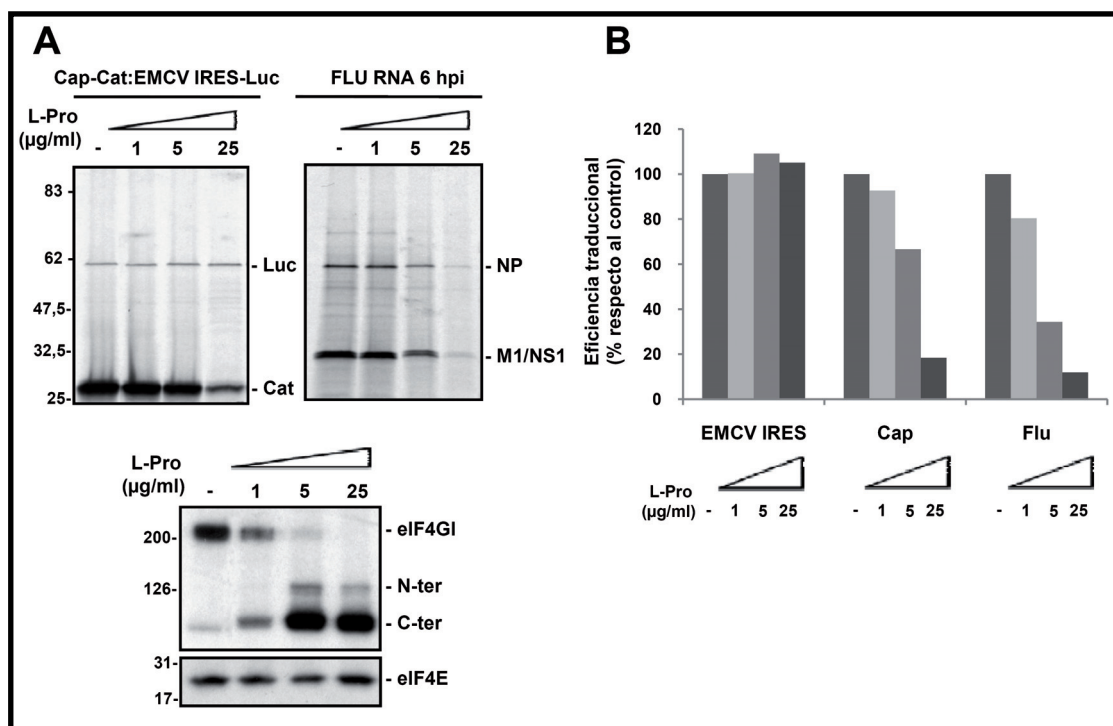 A
Cap-Cat:EMCV IRES-Luc
FLU RNA 6 hpi
L-Pro
(µg/ml)
- 1 5 25
- 1 5 25
83 -
62 -
47,5-
32,5-
25-
- Luc
- Cat
- NP
- M1/NS1
L-Pro
(µg/ml)
- 1 5 25
200-
126-
- eIF4GI
- N-ter
- C-ter
31-
17-
- eIF4E
B
Eficiencia traduccional
(% respecto al control)
120
100
80
60
40
20
0
EMCV IRES Cap Flu
L-Pro
(µg/ml)
- 1 5 25 - 1 5 25 - 1 5 25